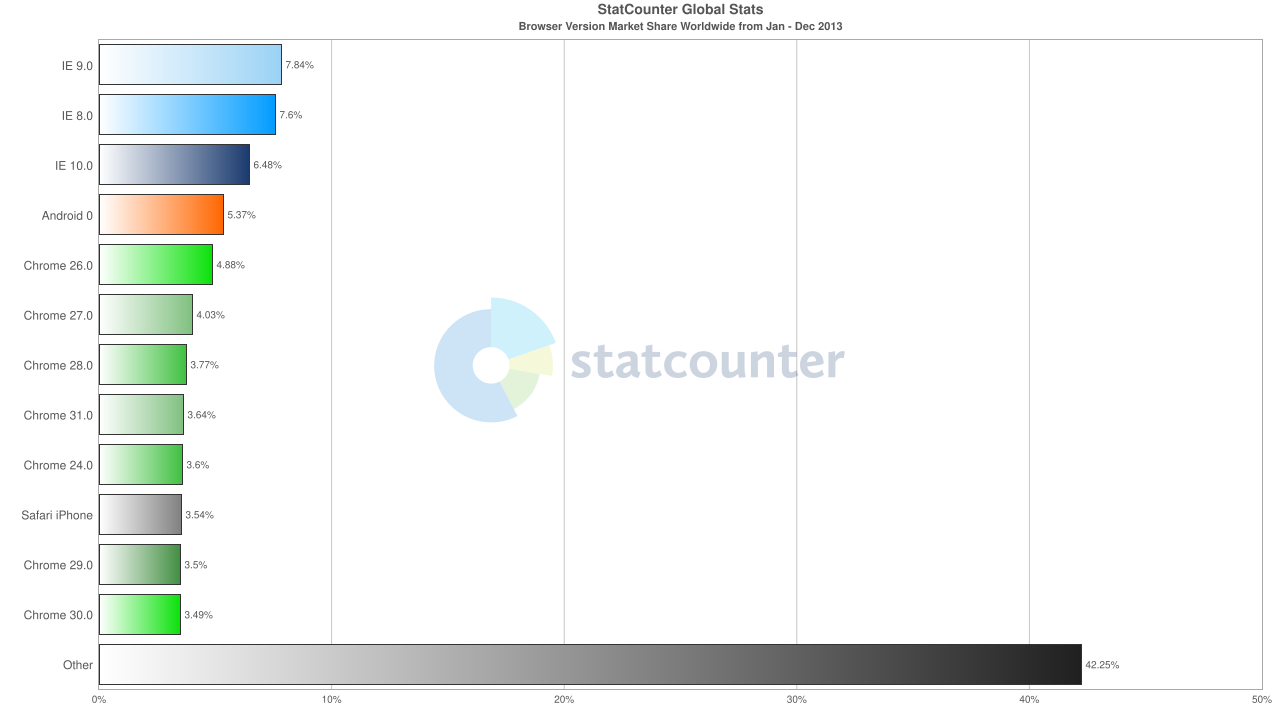 StatCounter Global Stats
Browser Version Market Share Worldwide from Jan - Dec 2013
IE 9.0 7.84%
IE 8.0 7.6%
IE 10.0 6.48%
Android 0 5.37%
Chrome 26.0 4.88%
Chrome 27.0 4.03%
Chrome 28.0 3.77%
statcounter
Chrome 31.0 3.64%
Chrome 24.0 3.6%
Safari iPhone 3.54%
Chrome 29.0 3.5%
Chrome 30.0 3.49%
Other 42.25%
0% 10% 20% 30% 40% 50%